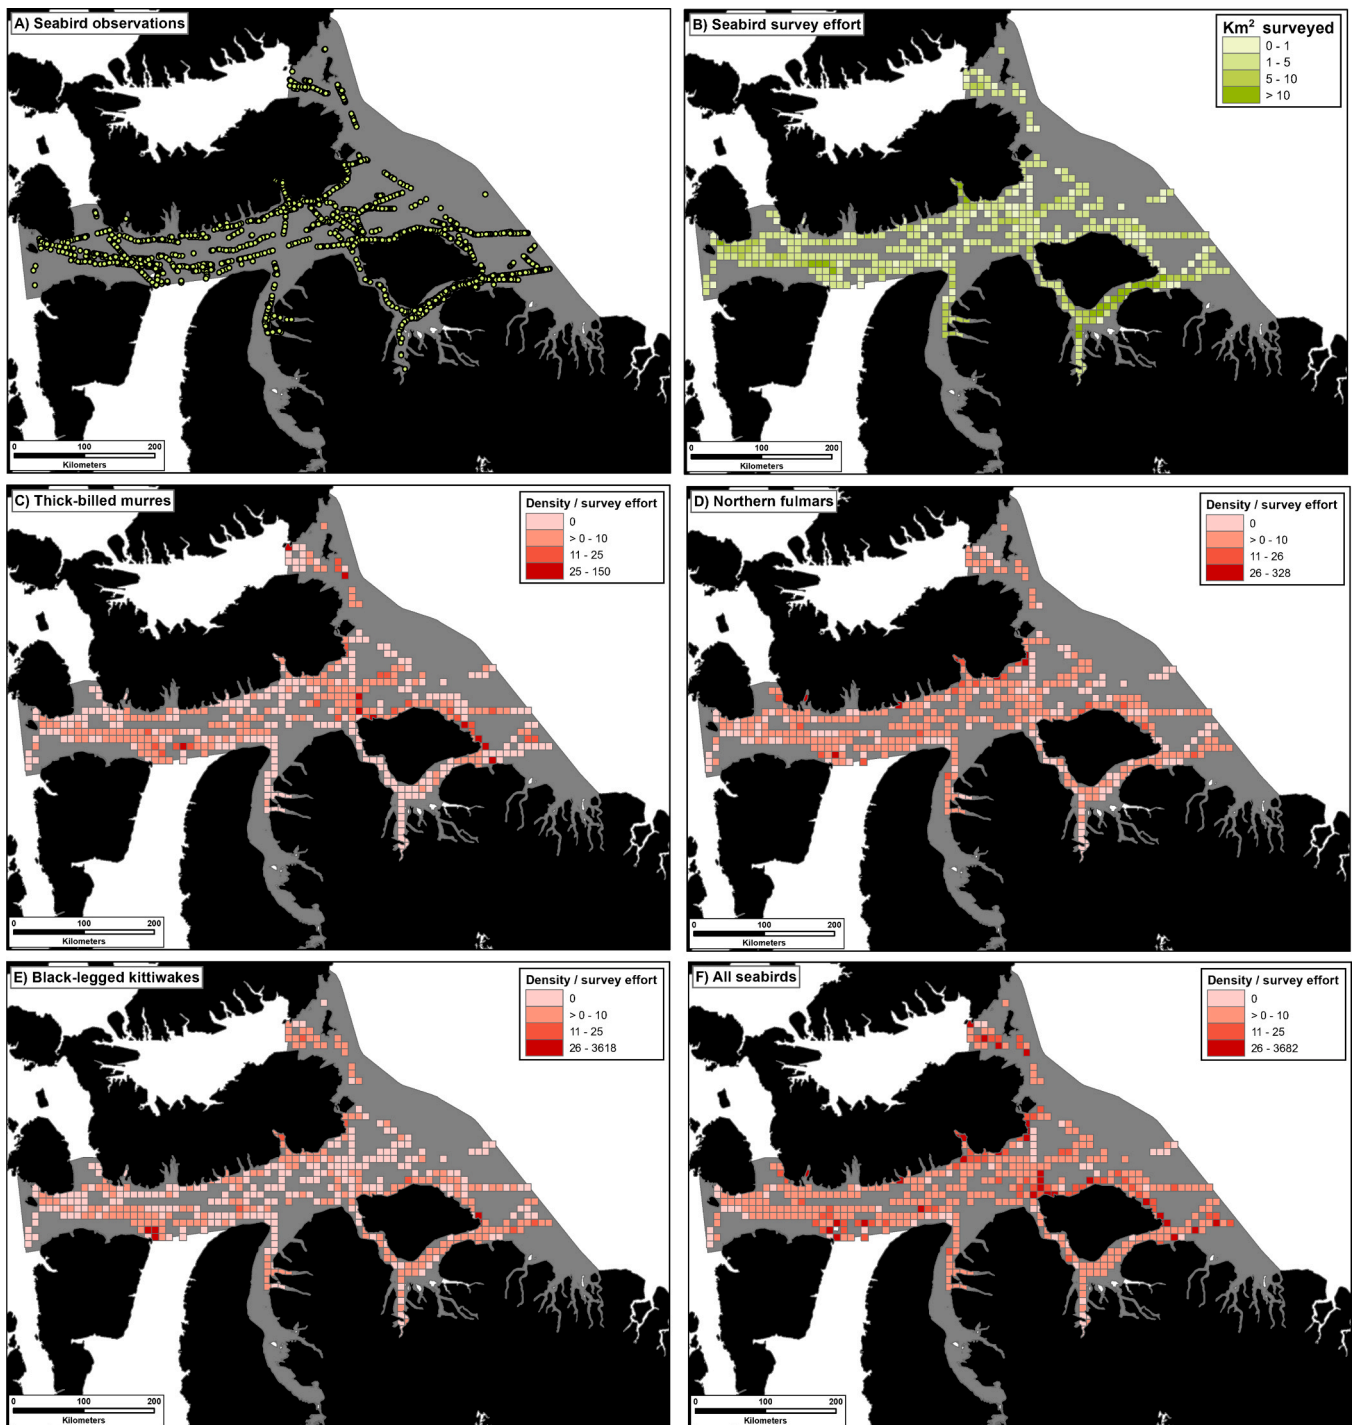 A) Seabird observations
0 100 200
Kilometers
B) Seabird survey effort
Km² surveyed
0 - 1
1 - 5
5 - 10
> 10
0 100 200
Kilometers
C) Thick-billed murres
Density / survey effort
0
> 0 - 10
11 - 25
25 - 150
0 100 200
Kilometers
D) Northern fulmars
Density / survey effort
0
> 0 - 10
11 - 26
26 - 328
0 100 200
Kilometers
E) Black-legged kittiwakes
Density / survey effort
0
> 0 - 10
11 - 25
26 - 3618
0 100 200
Kilometers
F) All seabirds
Density / survey effort
0
> 0 - 10
11 - 25
26 - 3682
0 100 200
Kilometers